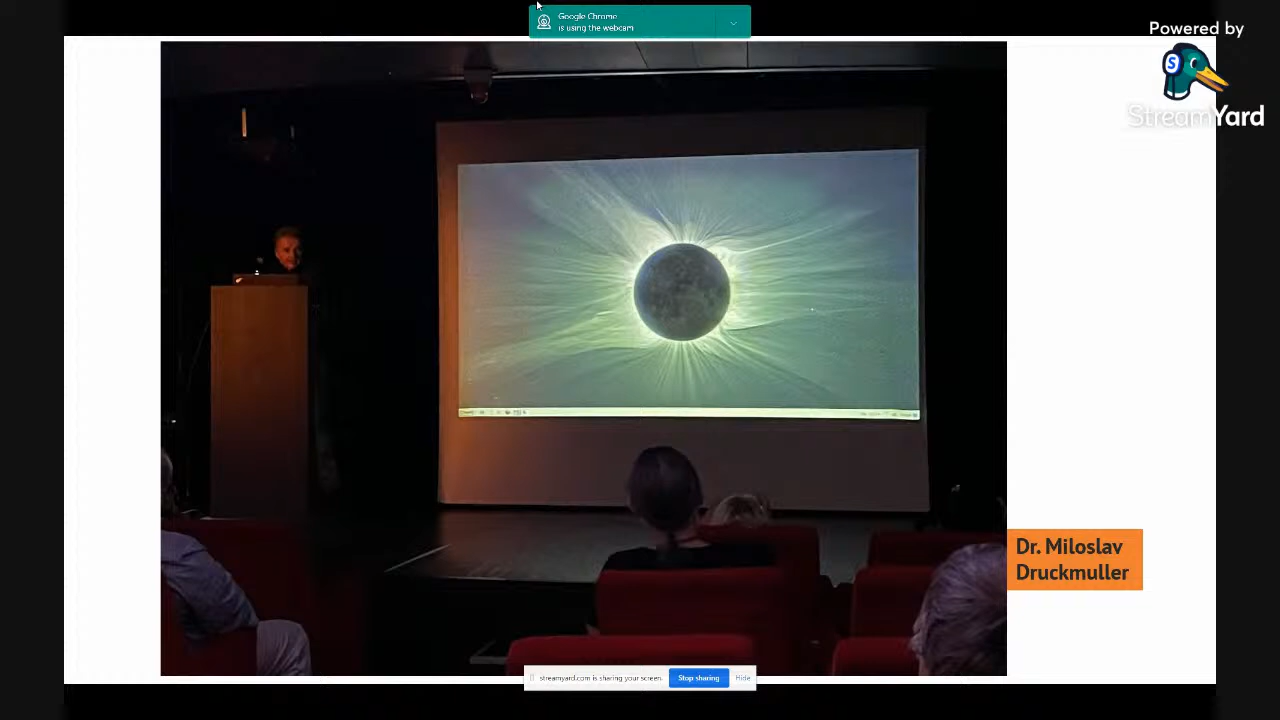 Google Chrome
is using the webcam
Powered by
StreamYard
Dr. Miloslav
Druckmuller
streamyard.com is sharing your screen.
Stop sharing
Hide